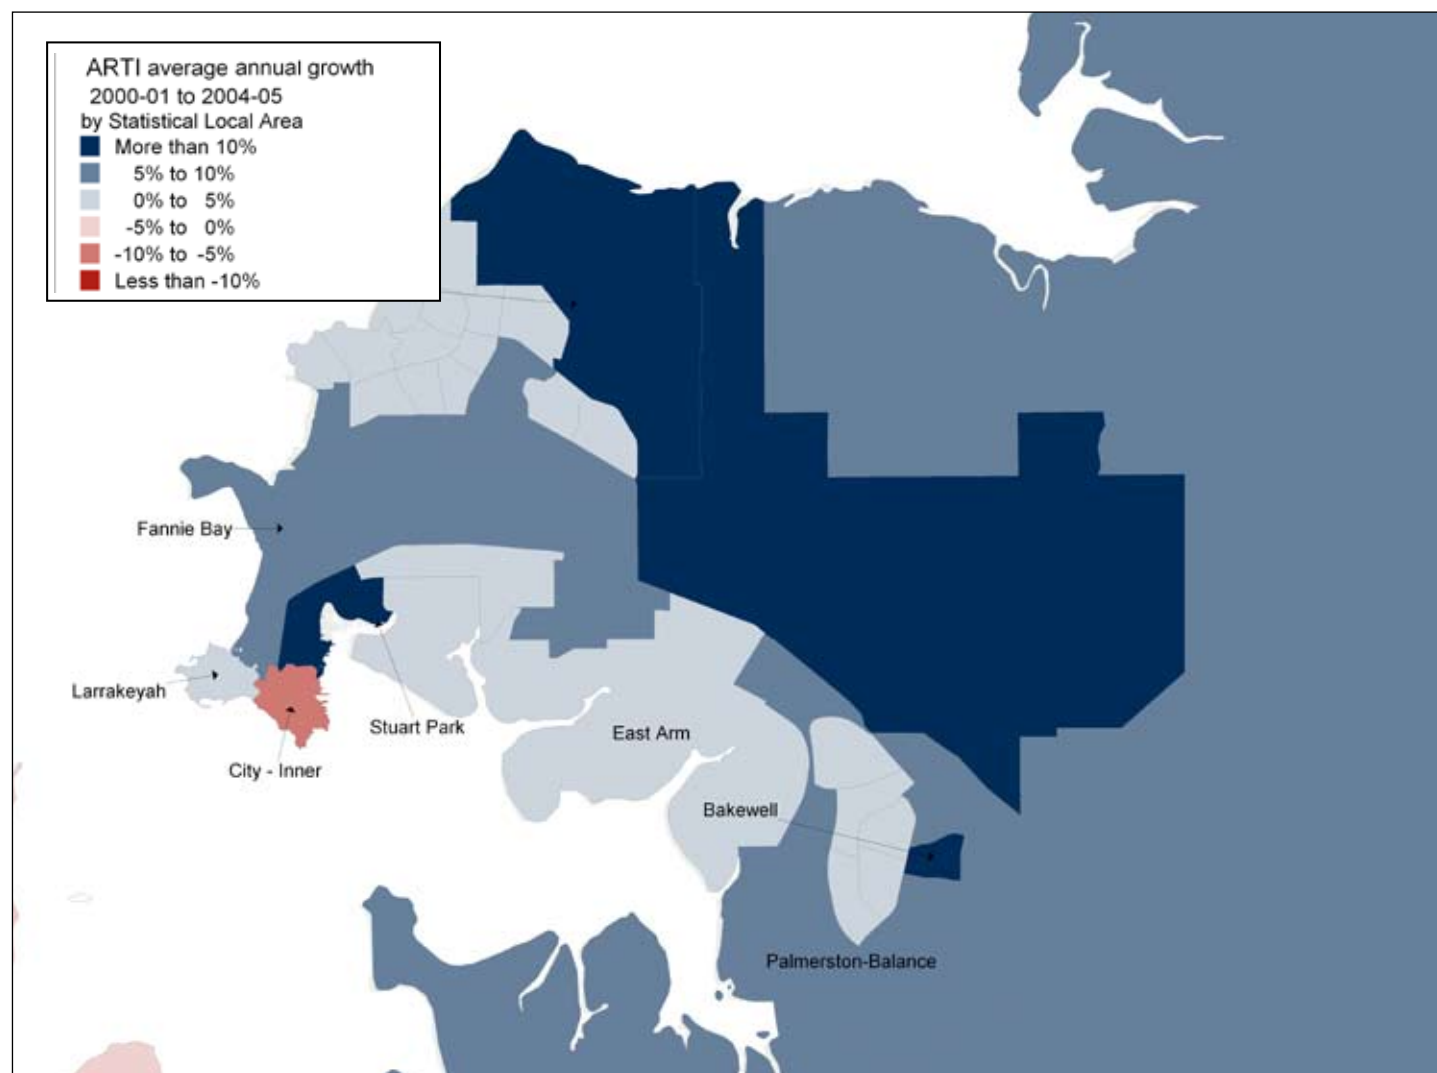 ARTI average annual growth
2000-01 to 2004-05
by Statistical Local Area
More than 10%
5% to 10%
0% to 5%
-5% to 0%
-10% to -5%
Less than -10%
Fannie Bay
Larrakeyah
Stuart Park
East Arm
City - Inner
Bakewell
Palmerston-Balance